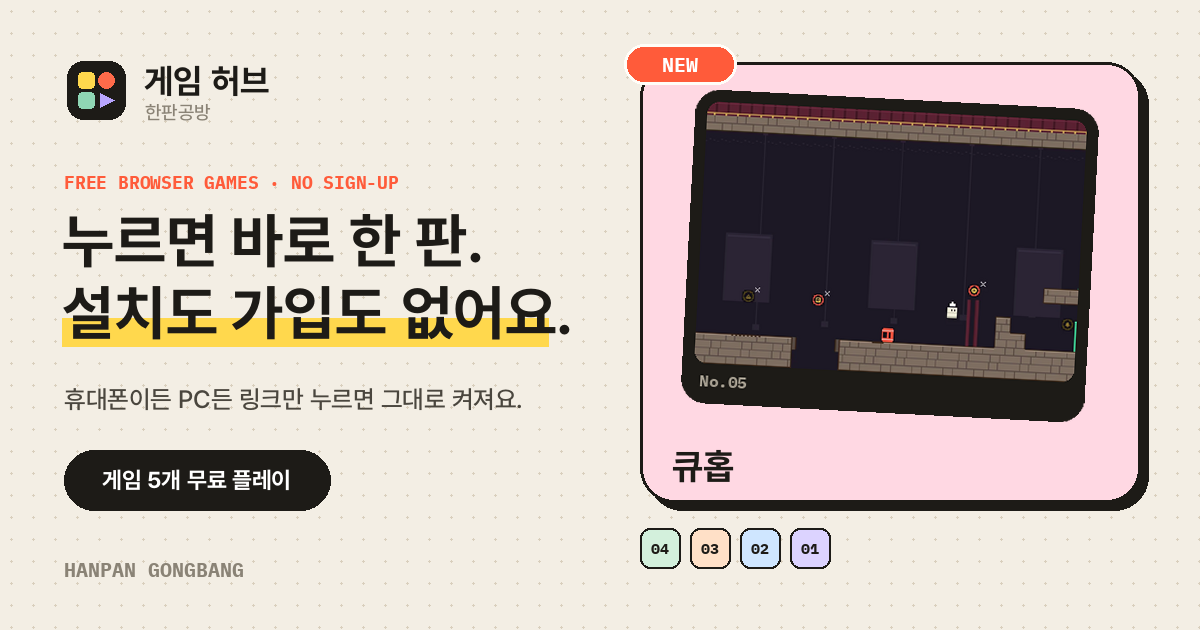 게임 허브
한판공방
FREE BROWSER GAMES · NO SIGN-UP
누르면 바로 한 판.
설치도 가입도 없어요.
휴대폰이든 PC든 링크만 누르면 그대로 켜져요.
게임 5개 무료 플레이
HANPAN GONGBANG
NEW
No.05
큐홉
04 03 02 01